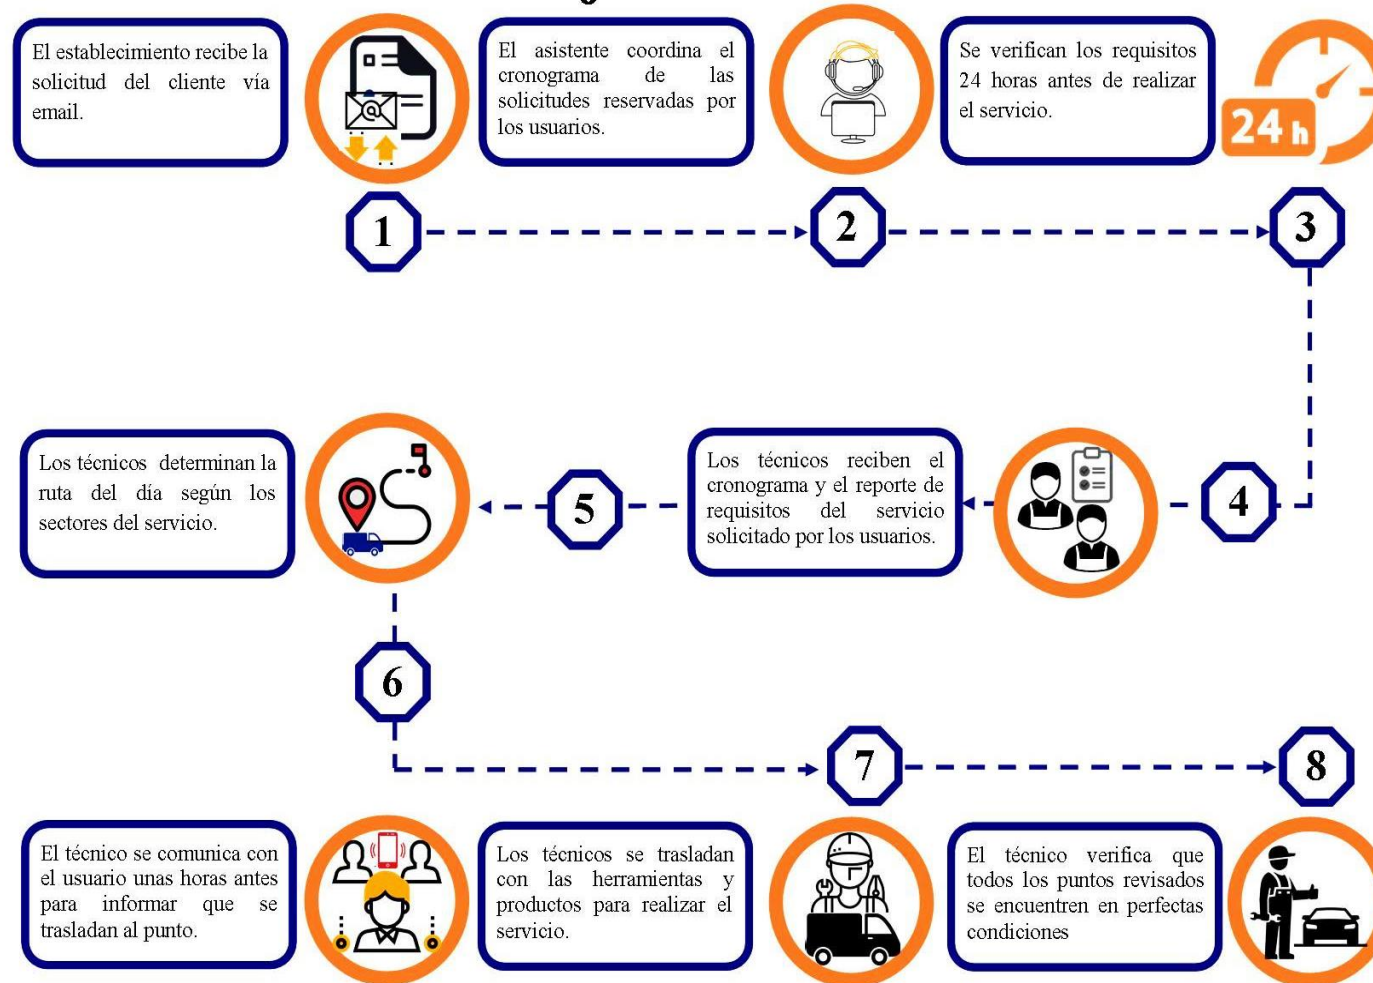 El establecimiento recibe la
solicitud del cliente vía
email.
El asistente coordina el
cronograma de las
solicitudes reservadas por
los usuarios.
Se verifican los requisitos
24 horas antes de realizar
el servicio.
24 h
1
2
3
Los técnicos determinan la
ruta del día según los
sectores del servicio.
5
Los técnicos reciben el
cronograma y el reporte de
requisitos del servicio
solicitado por los usuarios.
4
6
7
8
El técnico se comunica con
el usuario unas horas antes
para informar que se
trasladan al punto.
Los técnicos se trasladan
con las herramientas y
productos para realizar el
servicio.
El técnico verifica que
todos los puntos revisados
se encuentren en perfectas
condiciones